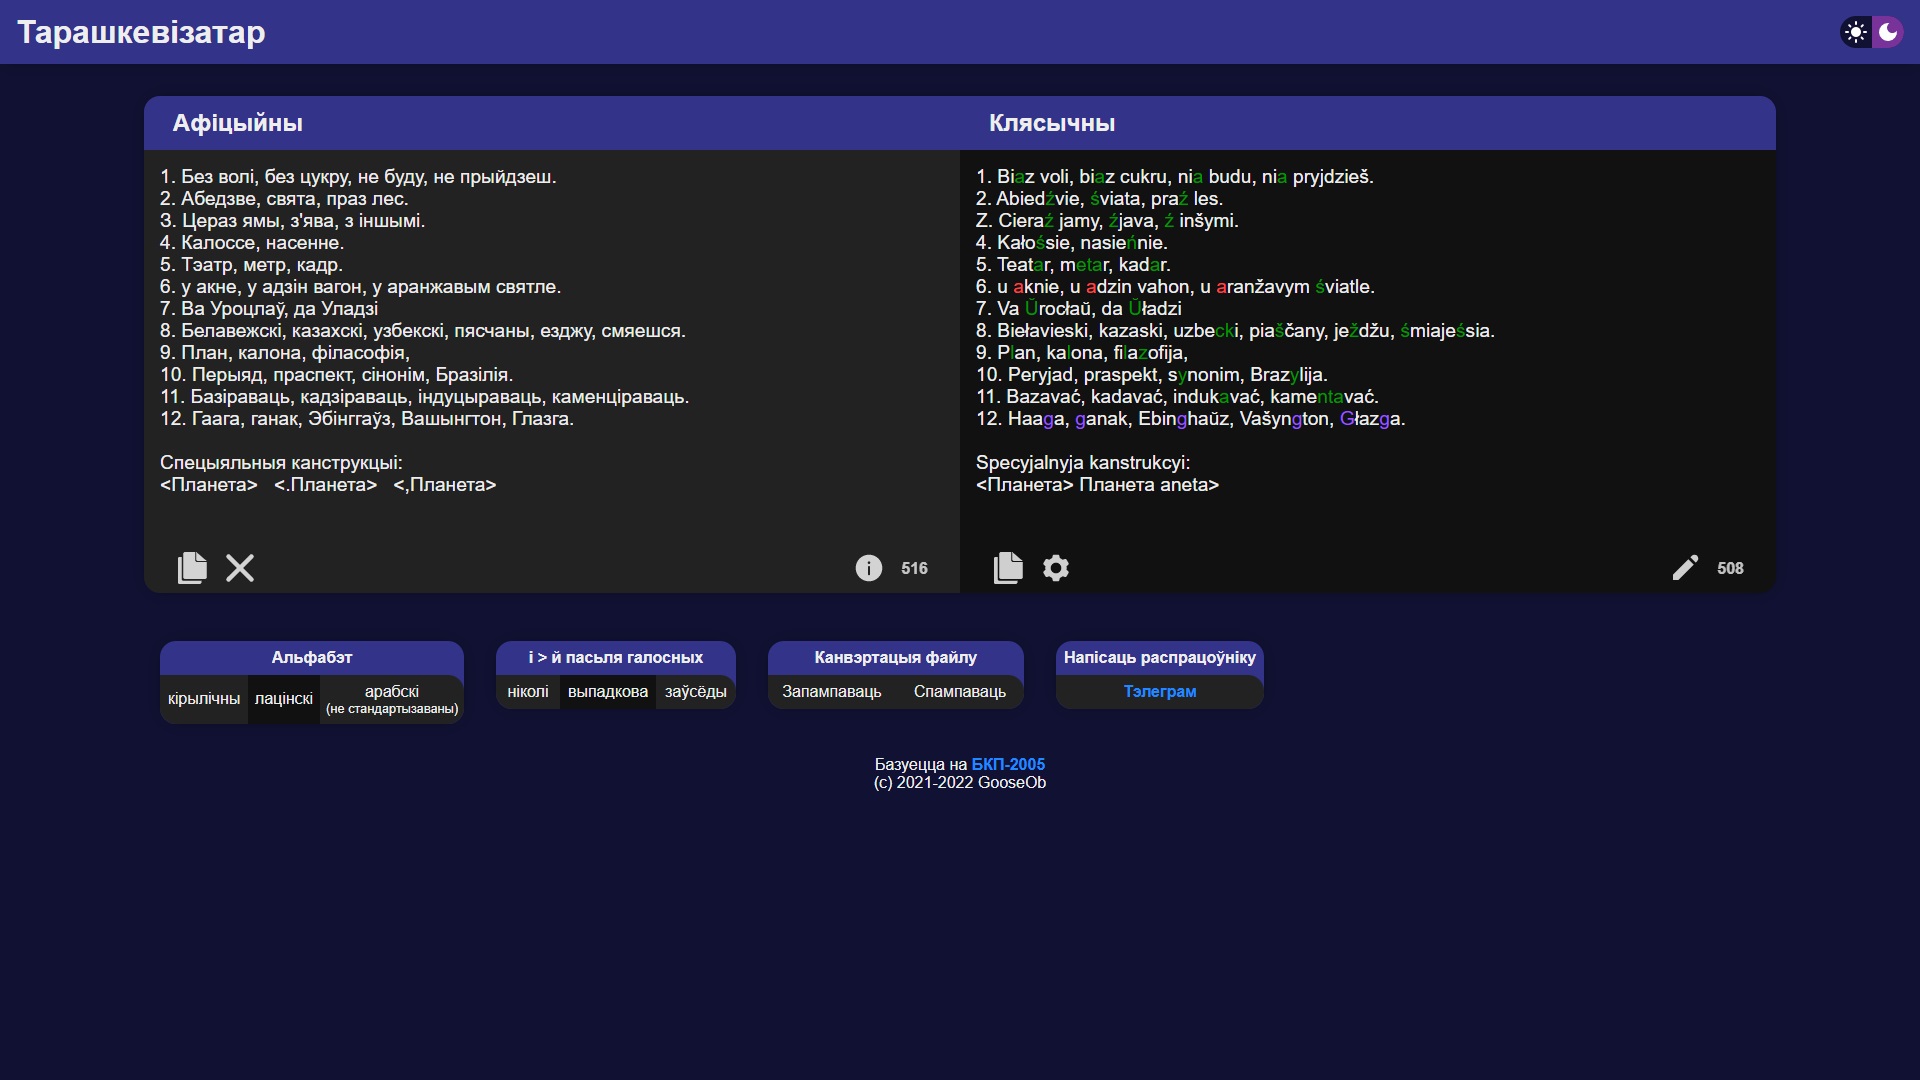 Тарашкевізатар
Афіцыйны
1. Без волі, без цукру, не буду, не прыйдзеш.
2. Абедзве, свята, праз лес.
3. Цераз ямы, з'ява, з іншымі.
4. Калоссе, насенне.
5. Тэатр, метр, кадр.
6. у акне, у адзін вагон, у аранжавым святле.
7. Ва Уроцлаў, да Уладзі
8. Белавежскі, казахскі, узбекскі, пясчаны, езджу, смяешся.
9. План, калона, філасофія,
10. Перыяд, праспект, сінонім, Бразілія.
11. Базіраваць, кадзіраваць, індуцыраваць, каменціраваць.
12. Гаага, ганак, Эбінггаўз, Вашынгтон, Глазга.
Спецыяльныя канструкцыі:
<Планета> <.Планета> <,Планета>
516
Клясычны
1. Biaz voli, biaz cukru, nia budu, nia pryjdzieš.
2. Abiedźvie, śviata, praź les.
Z. Cieraź jamy, źjava, ź inšymi.
4. Kałośsie, nasieńnie.
5. Teatar, metar, kadar.
6. u aknie, u adzin vahon, u aranžavym śviatle.
7. Va Ŭrocłaŭ, da Ŭładzi
8. Biełavieski, kazaski, uzbecki, piaščany, ježdžu, śmiaješsia.
9. Plan, kalona, filazofija,
10. Peryjad, praspekt, synonim, Brazylija.
11. Bazavać, kadavać, indukavać, kamentavać.
12. Haaga, ganak, Ebinghaŭz, Vašyngton, Głazga.
Specyjalnyja kanstrukcyi:
<Планета> Планета aneta>
508
Альфабэт
кірылічны лацінскі арабскі
(не стандартызаваны)
і > й пасьля галосных
ніколі выпадкова заўсёды
Канвэртацыя файлу
Запампаваць Спампаваць
Напісаць распрацоўніку
Тэлеграм
Базуецца на БКП-2005
(c) 2021-2022 GooseOb